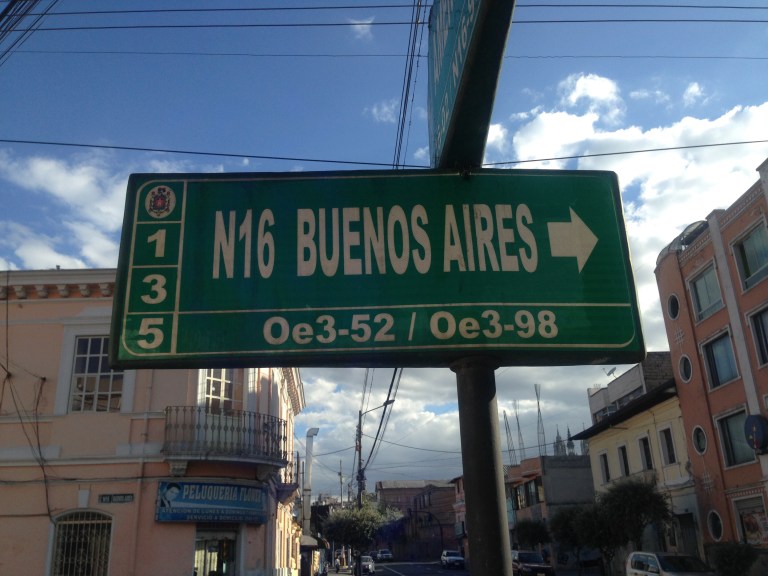 1
3
5
N16 BUENOS AIRES
Oe3-52 / Oe3-98
PELUQUERIA